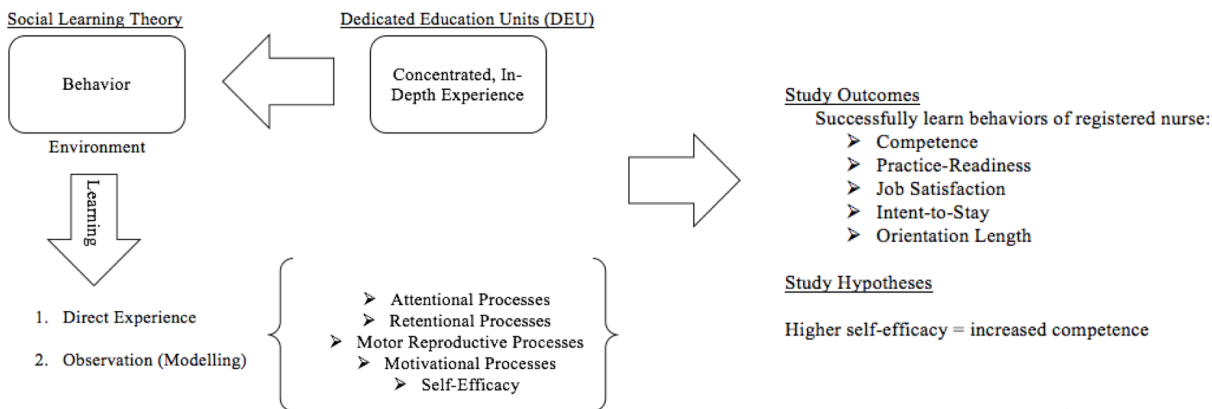 Social Learning Theory
Behavior
Environment
Learning
1. Direct Experience
2. Observation (Modelling)
Dedicated Education Units (DEU)
Concentrated, In-
Depth Experience
➢ Attentional Processes
➢ Retentional Processes
➢ Motor Reproductive Processes
➢ Motivational Processes
➢ Self-Efficacy
Study Outcomes
Successfully learn behaviors of registered nurse:
➢ Competence
➢ Practice-Readiness
➢ Job Satisfaction
➢ Intent-to-Stay
➢ Orientation Length
Study Hypotheses
Higher self-efficacy = increased competence